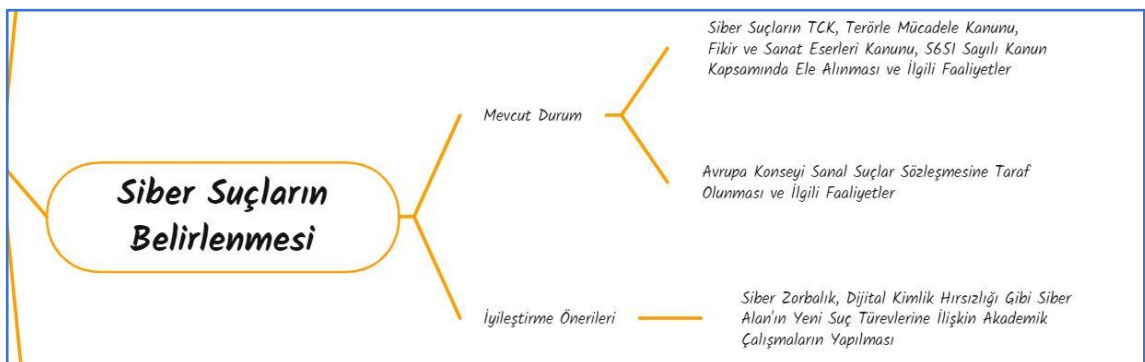 Siber Suçların
Belirlenmesi
Mevcut Durum
Siber Suçların TCK, Terörle Mücadele Kanunu,
Fikir ve Sanat Eserleri Kanunu, 5651 Sayılı Kanun
Kapsamında Ele Alınması ve İlgili Faaliyetler
Avrupa Konseyi Sanal Suçlar Sözleşmesine Taraf
Olunması ve İlgili Faaliyetler
İyileştirme Önerileri
Siber Zorbalık, Dijital Kimlik Hırsızlığı Gibi Siber
Alan'ın Yeni Suç Türevlerine İlişkin Akademik
Çalışmaların Yapılması